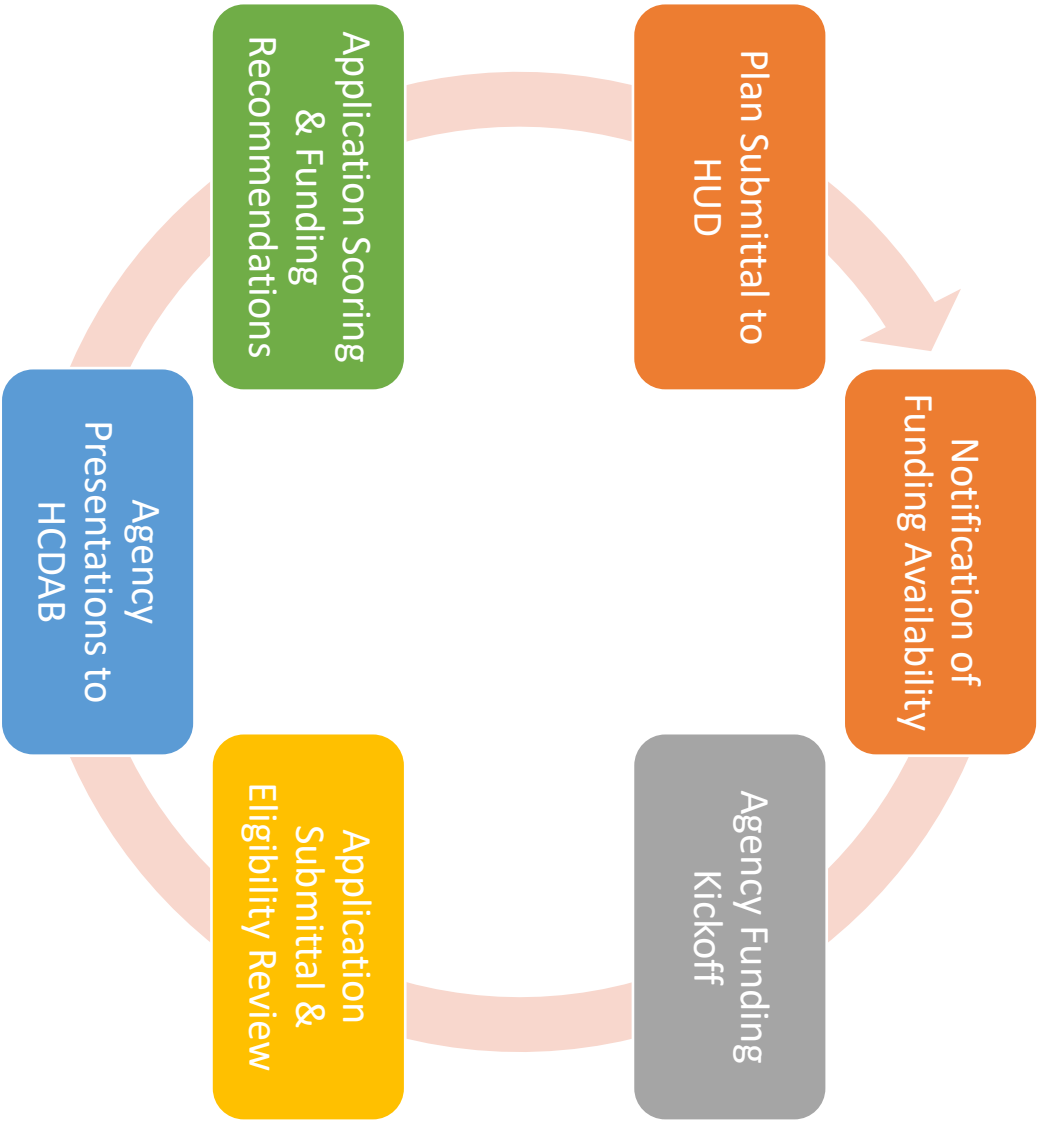 Notification of
Funding Availability
Agency Funding
Kickoff
Application
Submittal &
Eligibility Review
Agency
Presentations to
HCDAB
Application Scoring
& Funding
Recommendations
Plan Submittal to
HUD